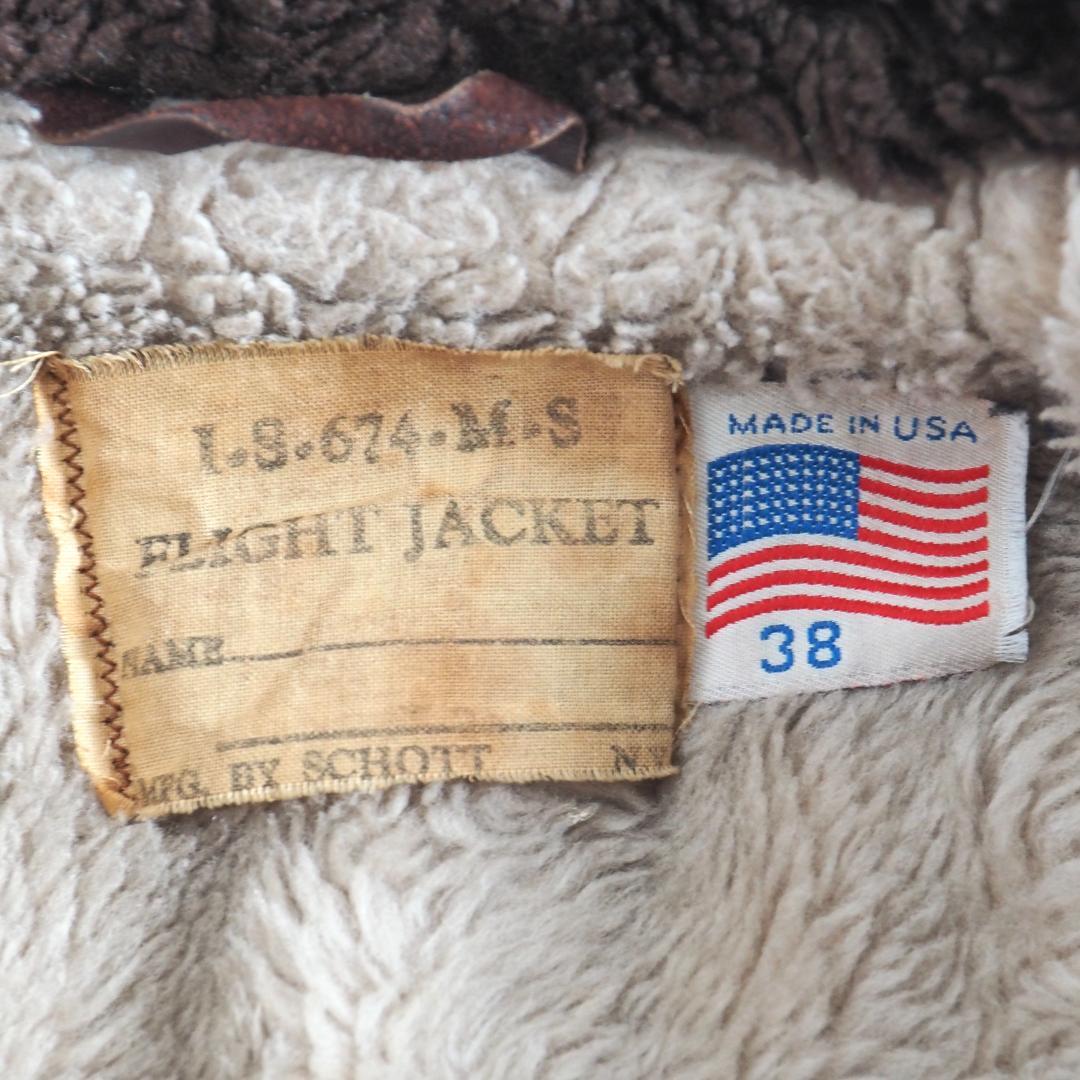 I-S-674-M-S
FLIGHT JACKET
NAME
MFG. BY SCHOTT N.Y
MADE IN USA
38